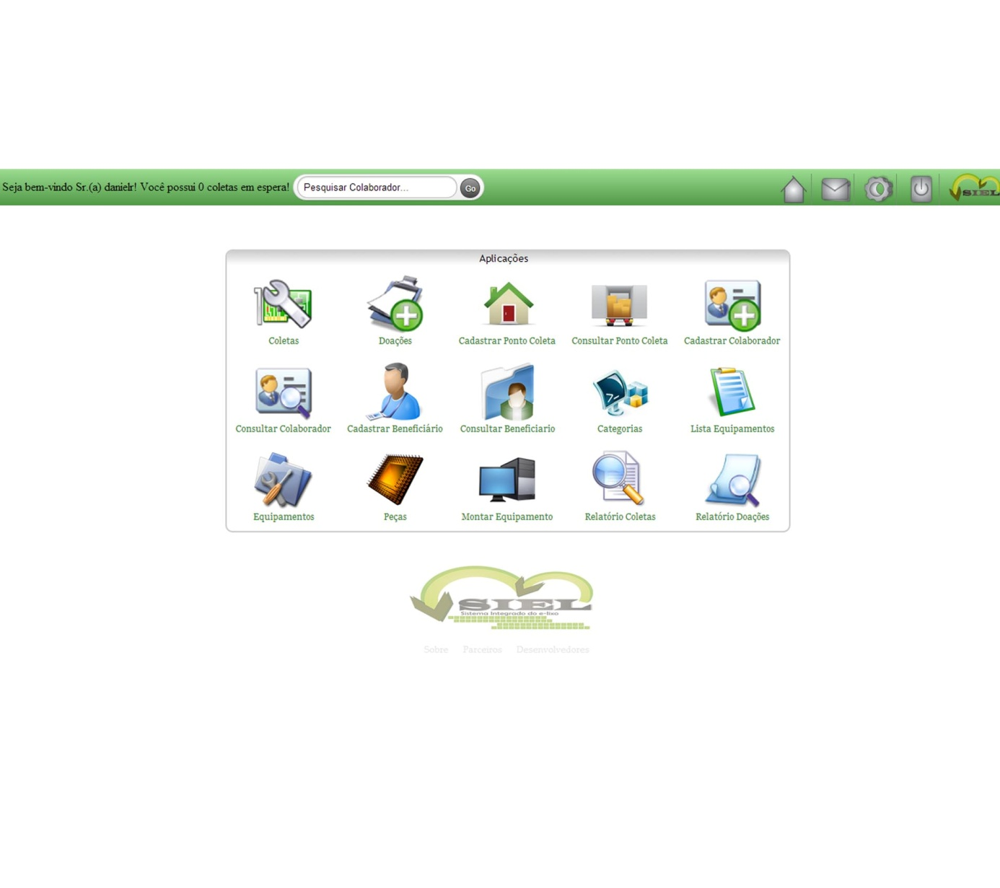 Seja bem-vindo Sr.(a) danielr! Você possui 0 coletas em espera! Pesquisar Colaborador... Go SIEL
Aplicações
Coletas Doações Cadastrar Ponto Coleta Consultar Ponto Coleta Cadastrar Colaborador
Consultar Colaborador Cadastrar Beneficiário Consultar Beneficiario Categorias Lista Equipamentos
Equipamentos Peças Montar Equipamento Relatório Coletas Relatório Doações
SIEL
Sistema Integrado do e-lixo
Sobre Parceiros Desenvolvedores